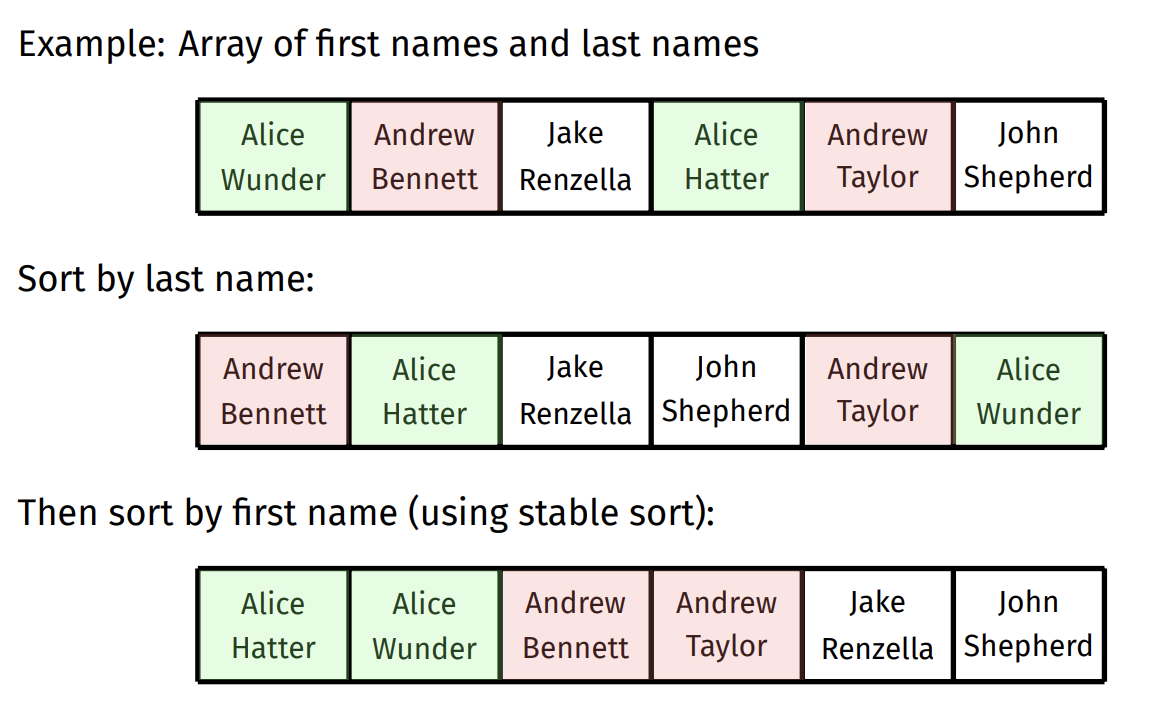 Example: Array of first names and last names
Alice Andrew Jake Alice Andrew John
Wunder Bennett Renzella Hatter Taylor Shepherd
Sort by last name:
Andrew Alice Jake John Andrew Alice
Bennett Hatter Renzella Shepherd Taylor Wunder
Then sort by first name (using stable sort):
Alice Alice Andrew Andrew Jake John
Hatter Wunder Bennett Taylor Renzella Shepherd